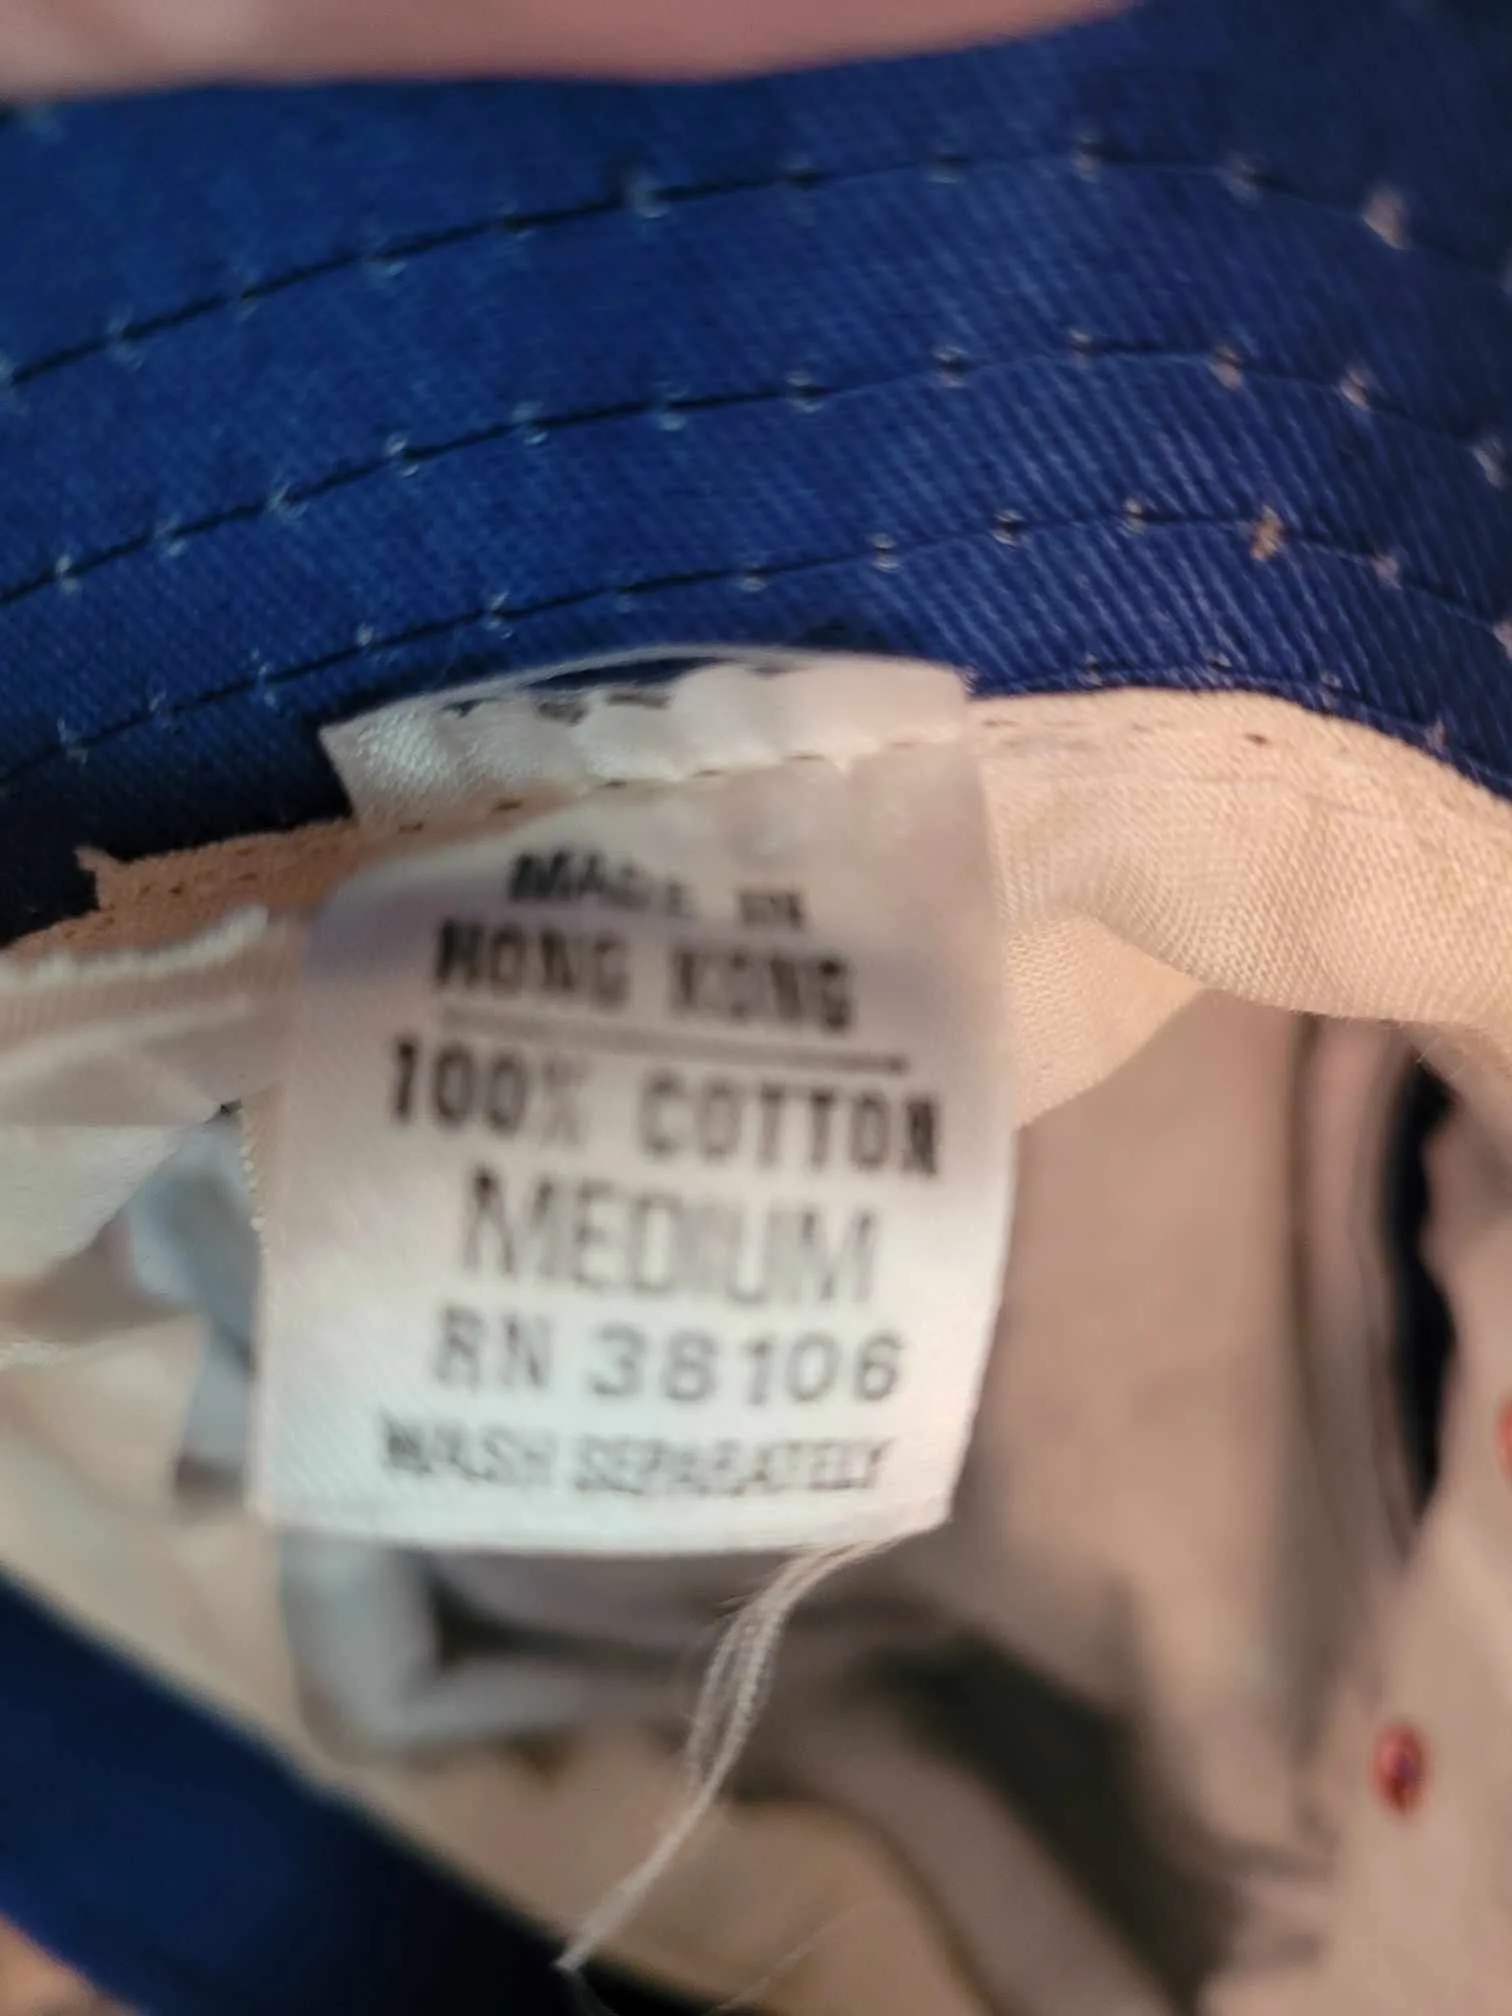 MADE IN
HONG KONG
100% COTTON
MEDIUM
RN 38106
WASH SEPARATELY